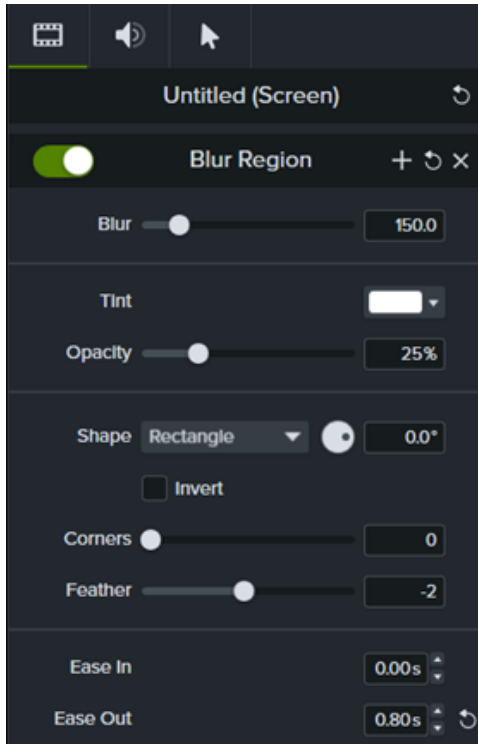 Untitled (Screen)
Blur Region
Blur 150.0
Tint
Opacity 25%
Shape Rectangle 0.0°
Invert
Corners 0
Feather -2
Ease In 0.00s
Ease Out 0.80s